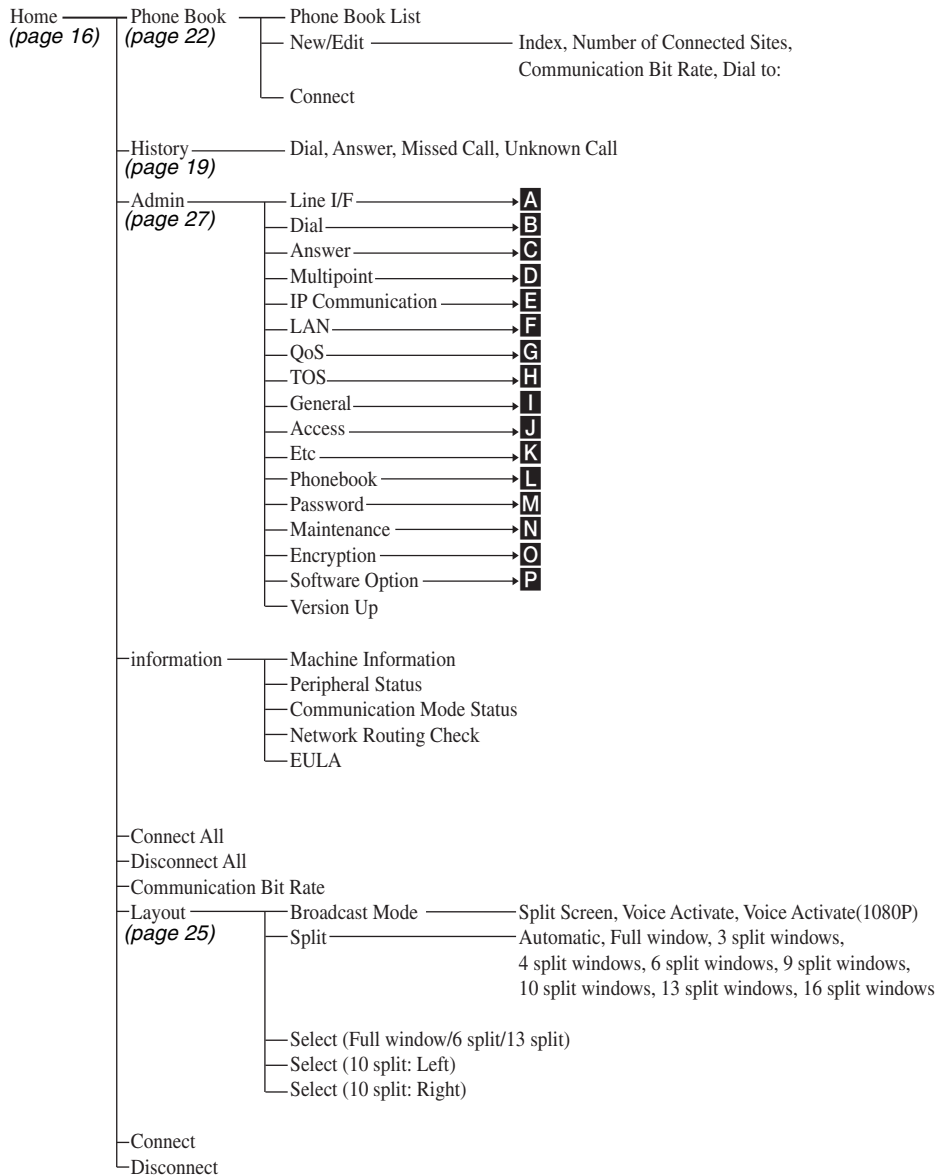 Home Phone Book Phone Book List
(page 16) (page 22) New/Edit Index, Number of Connected Sites,
Communication Bit Rate, Dial to:
Connect
History Dial, Answer, Missed Call, Unknown Call
(page 19)
Admin Line I/F A
(page 27) Dial B
Answer C
Multipoint D
IP Communication E
LAN F
QoS G
TOS H
General I
Access J
Etc K
Phonebook L
Password M
Maintenance N
Encryption O
Software Option P
Version Up
information Machine Information
Peripheral Status
Communication Mode Status
Network Routing Check
EULA
Connect All
Disconnect All
Communication Bit Rate
Layout Broadcast Mode Split Screen, Voice Activate, Voice Activate(1080P)
(page 25) Split Automatic, Full window, 3 split windows,
4 split windows, 6 split windows, 9 split windows,
10 split windows, 13 split windows, 16 split windows
Select (Full window/6 split/13 split)
Select (10 split: Left)
Select (10 split: Right)
Connect
Disconnect